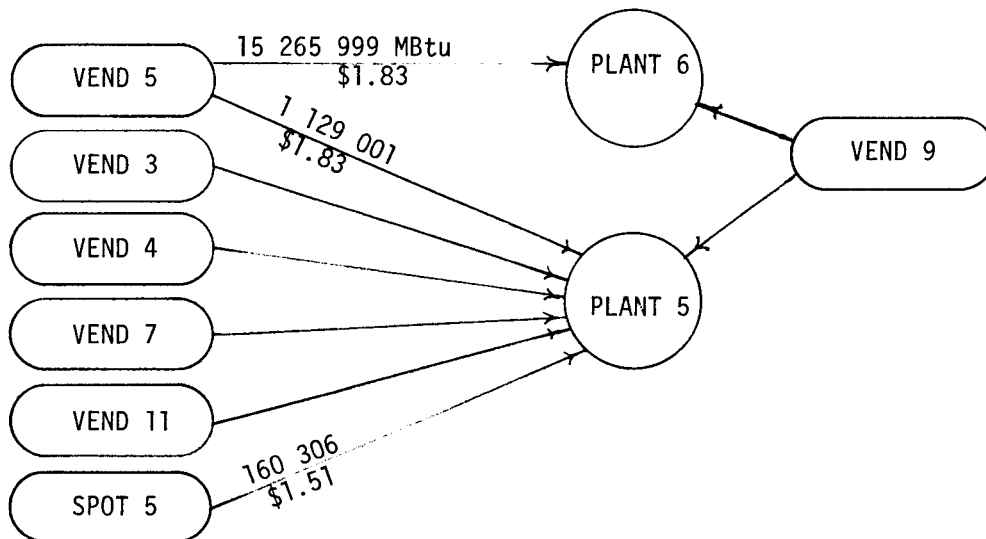 15 265 999 MBtu
$1.83
VEND 5
PLANT 6
1 129 001
$1.83
VEND 3
VEND 9
VEND 4
PLANT 5
VEND 7
VEND 11
160 306
$1.51
SPOT 5